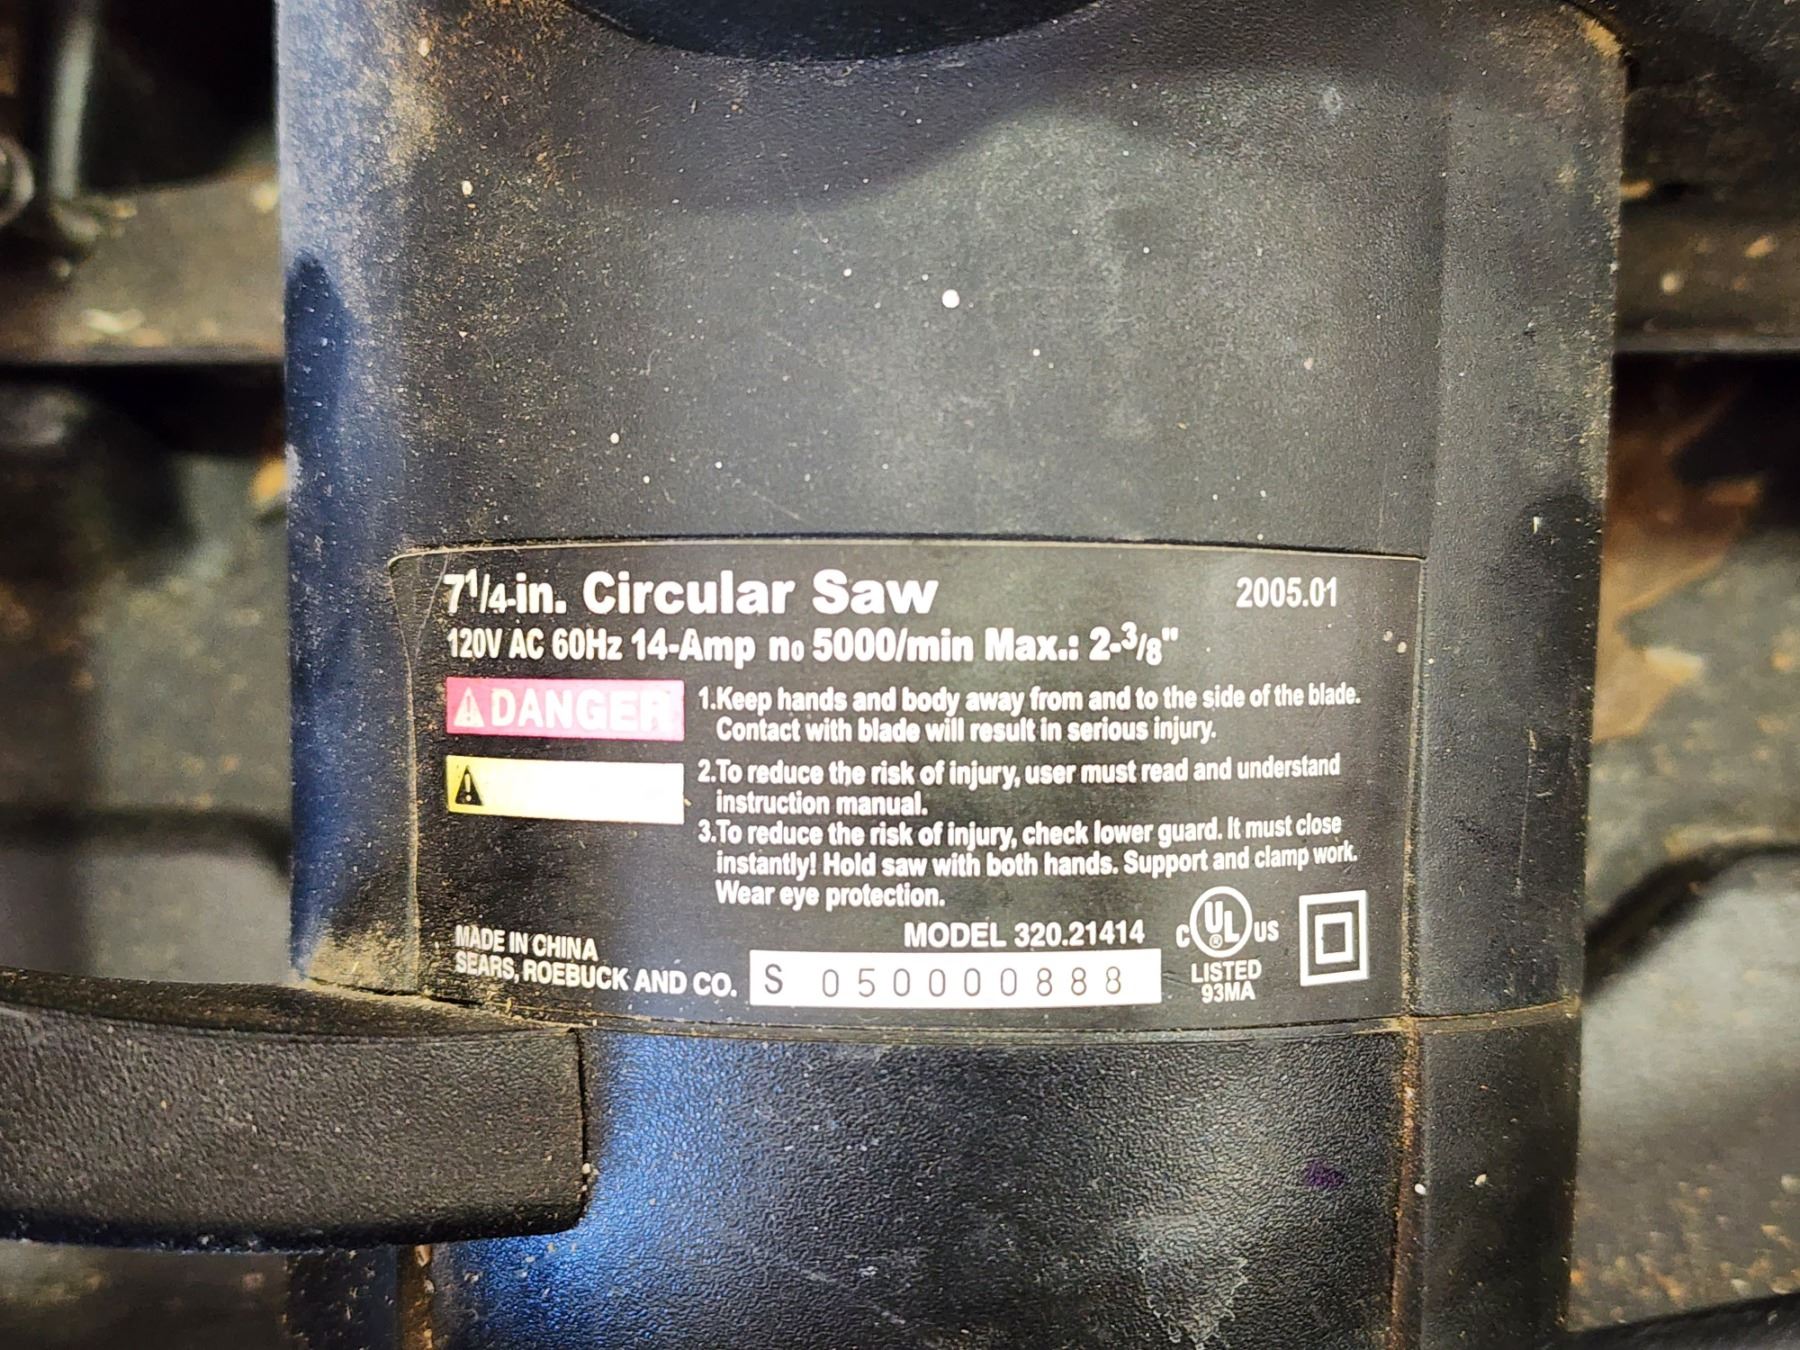 7¹/4-in. Circular Saw 2005.01
120V AC 60Hz 14-Amp no 5000/min Max.: 2-³/8"
DANGER 1.Keep hands and body away from and to the side of the blade.
Contact with blade will result in serious injury.
2.To reduce the risk of injury, user must read and understand
instruction manual.
3.To reduce the risk of injury, check lower guard. It must close
instantly! Hold saw with both hands. Support and clamp work.
Wear eye protection.
MADE IN CHINA
SEARS, ROEBUCK AND CO.
MODEL 320.21414
S 050000888
C UL ® US
LISTED
93MA